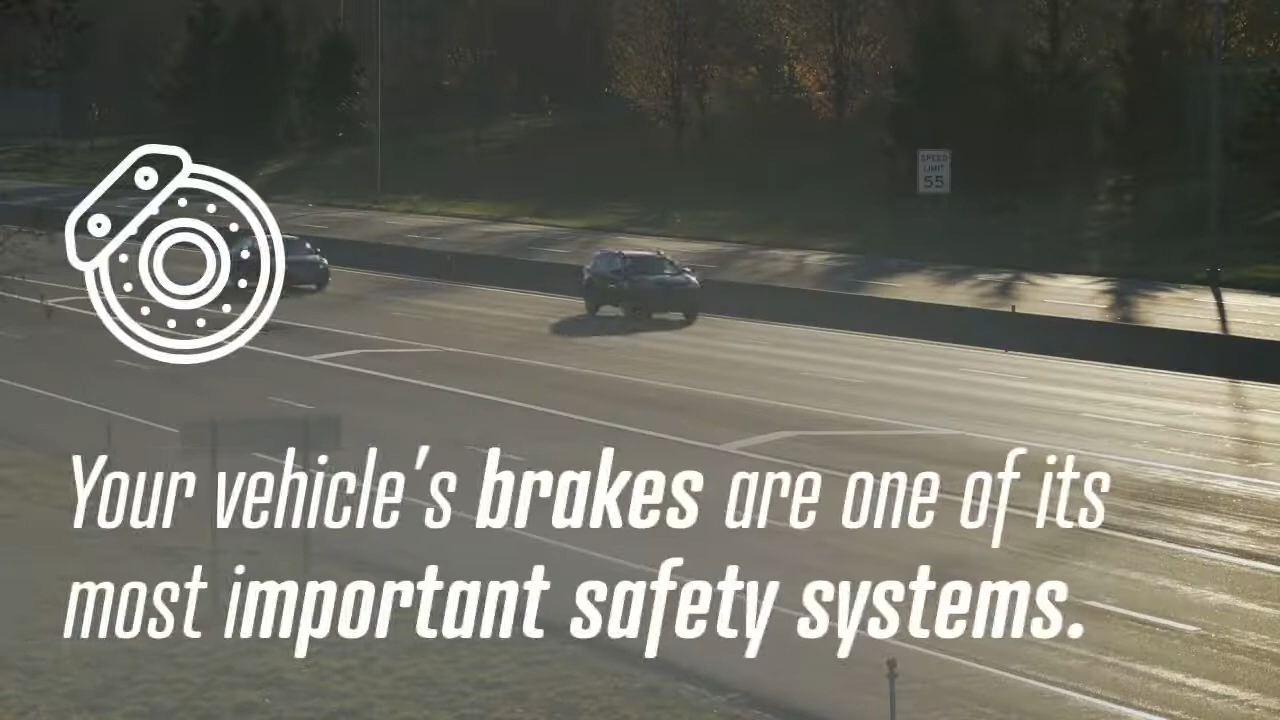 SPEED
LIMIT
55
Your vehicle's brakes are one of its
most important safety systems.